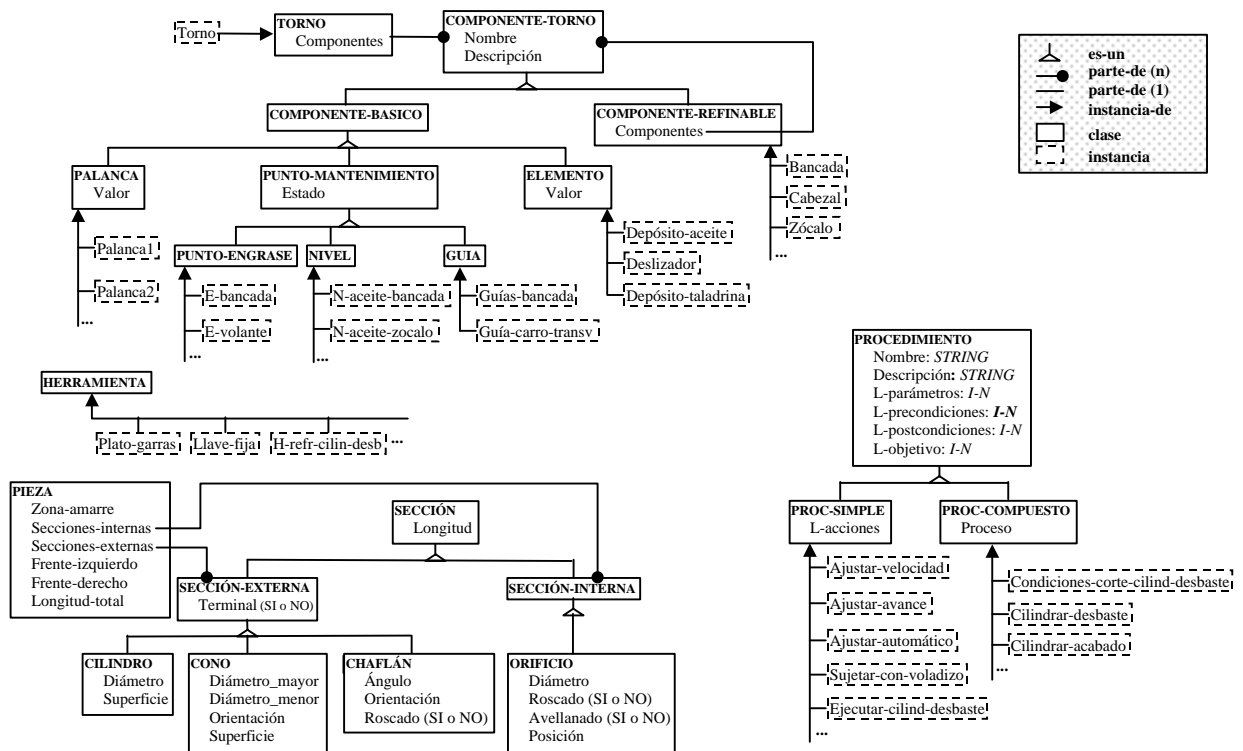 Torno
TORNO
Componentes
COMPONENTE-TORNO
Nombre
Descripción
es-un
parte-de (n)
parte-de (1)
instancia-de
clase
instancia
COMPONENTE-BASICO
COMPONENTE-REFINABLE
Componentes
Bancada
Cabezal
Zócalo
...
PALANCA
Valor
PUNTO-MANTENIMIENTO
Estado
ELEMENTO
Valor
Palanca1
Palanca2
...
PUNTO-ENGRASE
NIVEL
GUIA
E-bancada
E-volante
...
N-aceite-bancada
N-aceite-zocalo
...
Guías-bancada
Guía-carro-transv
Depósito-aceite
Deslizador
Depósito-taladrina
HERRAMIENTA
Plato-garras
Llave-fija
H-refr-cilin-desb
...
PROCEDIMIENTO
Nombre: STRING
Descripción: STRING
L-parámetros: I-N
L-precondiciones: I-N
L-postcondiciones: I-N
L-objetivo: I-N
PIEZA
Zona-amarre
Secciones-internas
Secciones-externas
Frente-izquierdo
Frente-derecho
Longitud-total
SECCIÓN
Longitud
SECCIÓN-EXTERNA
Terminal (SI o NO)
SECCIÓN-INTERNA
CILINDRO
Diámetro
Superficie
CONO
Diámetro_mayor
Diámetro_menor
Orientación
Superficie
CHAFLÁN
Ángulo
Orientación
Roscado (SI o NO)
ORIFICIO
Diámetro
Roscado (SI o NO)
Avellanado (SI o NO)
Posición
PROC-SIMPLE
L-acciones
PROC-COMPUESTO
Proceso
Ajustar-velocidad
Ajustar-avance
Ajustar-automático
Sujetar-con-voladizo
Ejecutar-cilind-desbaste
...
Condiciones-corte-cilind-desbaste
Cilindrar-desbaste
Cilindrar-acabado
...